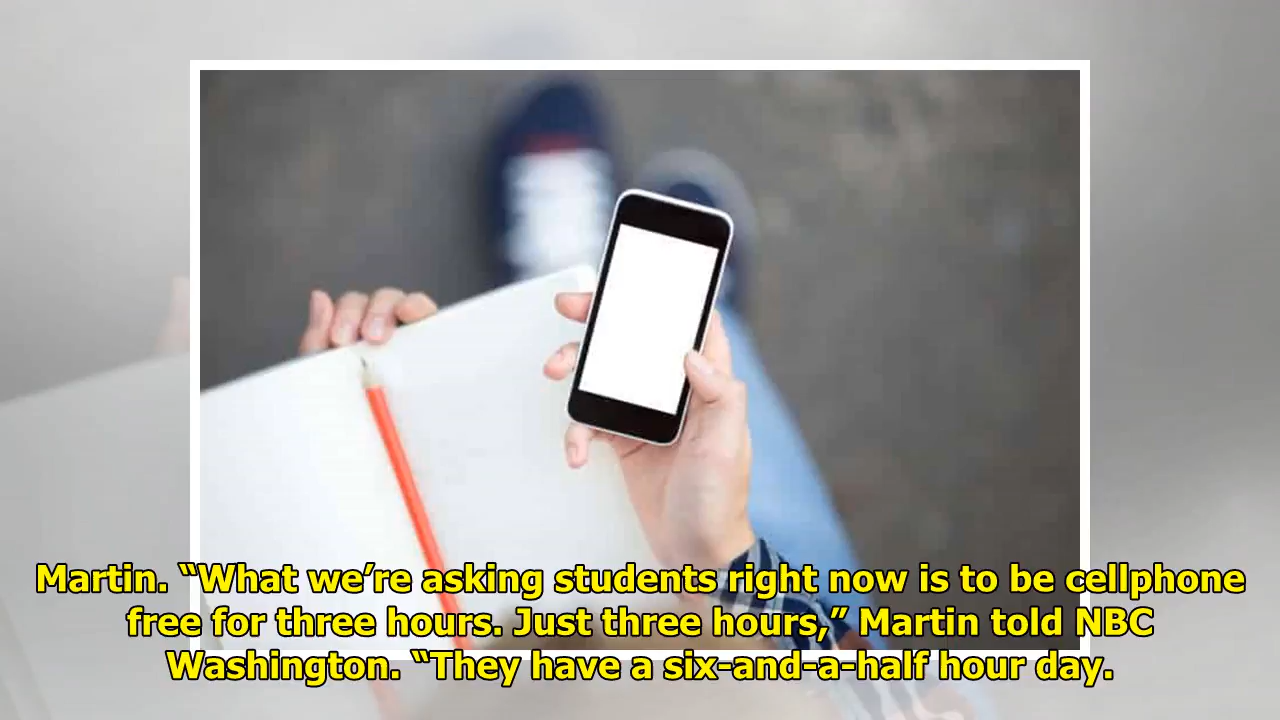 Martin. “What we’re asking students right now is to be cellphone
free for three hours. Just three hours,” Martin told NBC
Washington. “They have a six-and-a-half hour day.